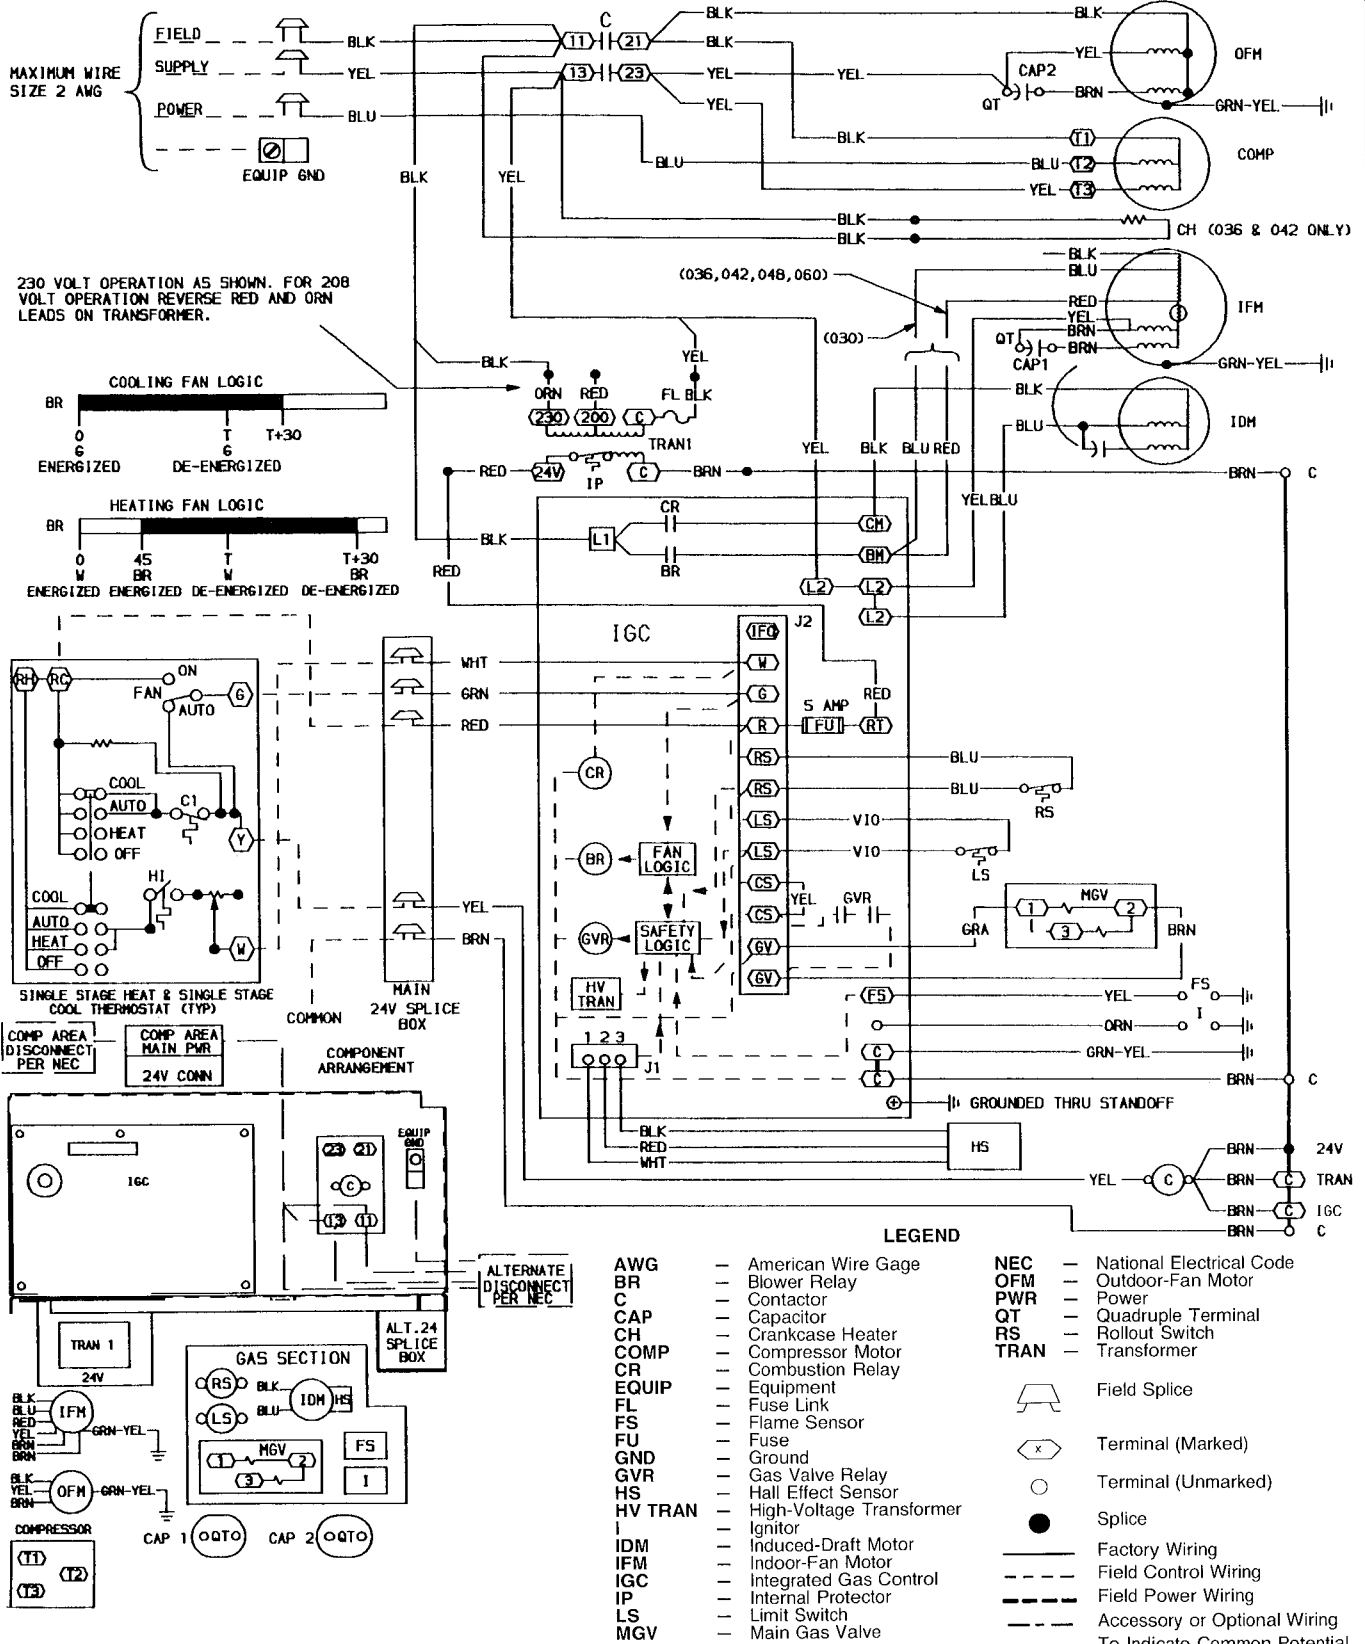 MAXIMUM WIRE
SIZE 2 AWG
FIELD
SUPPLY
POWER
EQUIP GND
BLK
YEL
BLU
C
11
21
13
23
BLK
BLK
YEL
YEL
YEL
BLK
YEL
CAP2
QT
BRN
OFM
GRN-YEL
BLK
T1
BLU
BLU
T2
YEL
T3
COMP
BLK
YEL
BLK
BLK
CH (036 & 042 ONLY)
230 VOLT OPERATION AS SHOWN. FOR 208
VOLT OPERATION REVERSE RED AND ORN
LEADS ON TRANSFORMER.
(036,042,048,060)
(030)
BLK
BLU
RED
YEL
BRN
QT
BRN
CAP1
IFM
GRN-YEL
BLK
YEL
ORN
RED
FL
BLK
230
200
C
TRAN1
RED
24V
IP
C
BRN
BLK
BLU
IDM
YEL
BLK
BLU
RED
YEL
BLU
BRN
C
COOLING FAN LOGIC
BR
0
T
T+30
G
G
ENERGIZED
DE-ENERGIZED
HEATING FAN LOGIC
BR
0
45
T
T+30
W
BR
W
BR
ENERGIZED
ENERGIZED
DE-ENERGIZED
DE-ENERGIZED
BLK
RED
L1
CR
BR
CM
BM
L2
L2
L2
IGC
J2
IFO
W
G
R
RS
RS
LS
LS
CS
CS
GV
GV
5 AMP
FU
RT
RED
WHT
GRN
RED
YEL
BRN
MAIN
24V SPLICE
BOX
RH
RC
ON
FAN
AUTO
G
COOL
AUTO
HEAT
OFF
C1
Y
HI
COOL
AUTO
HEAT
OFF
W
SINGLE STAGE HEAT & SINGLE STAGE
COOL THERMOSTAT (TYP)
COMMON
CR
BR
FAN
LOGIC
GVR
SAFETY
LOGIC
HV
TRAN
1 2 3
J1
BLU
BLU
RS
VIO
VIO
LS
YEL
GVR
GRA
MGV
1
2
3
BRN
FS
YEL
FS
ORN
I
C
GRN-YEL
C
BRN
C
GROUNDED THRU STANDOFF
BLK
RED
WHT
HS
YEL
C
BRN
24V
BRN
C
TRAN
BRN
C
IGC
BRN
C
COMP AREA
DISCONNECT
PER NEC
COMP AREA
MAIN PWR
24V CONN
COMPONENT
ARRANGEMENT
IGC
23
21
C
13
11
EQUIP
GND
ALTERNATE
DISCONNECT
PER NEC
TRAN 1
24V
ALT.24
SPLICE
BOX
GAS SECTION
RS
LS
BLK
BLU
IDM
HS
MGV
1
2
3
FS
I
BLK
BLU
RED
YEL
BRN
BRN
IFM
GRN-YEL
BLK
YEL
BRN
OFM
GRN-YEL
COMPRESSOR
T1
T2
T3
CAP 1
QT
CAP 2
QT
LEGEND
AWG – American Wire Gage
BR – Blower Relay
C – Contactor
CAP – Capacitor
CH – Crankcase Heater
COMP – Compressor Motor
CR – Combustion Relay
EQUIP – Equipment
FL – Fuse Link
FS – Flame Sensor
FU – Fuse
GND – Ground
GVR – Gas Valve Relay
HS – Hall Effect Sensor
HV TRAN – High-Voltage Transformer
I – Ignitor
IDM – Induced-Draft Motor
IFM – Indoor-Fan Motor
IGC – Integrated Gas Control
IP – Internal Protector
LS – Limit Switch
MGV – Main Gas Valve
NEC – National Electrical Code
OFM – Outdoor-Fan Motor
PWR – Power
QT – Quadruple Terminal
RS – Rollout Switch
TRAN – Transformer
Field Splice
x
Terminal (Marked)
Terminal (Unmarked)
Splice
Factory Wiring
Field Control Wiring
Field Power Wiring
Accessory or Optional Wiring
To Indicate Common Potential